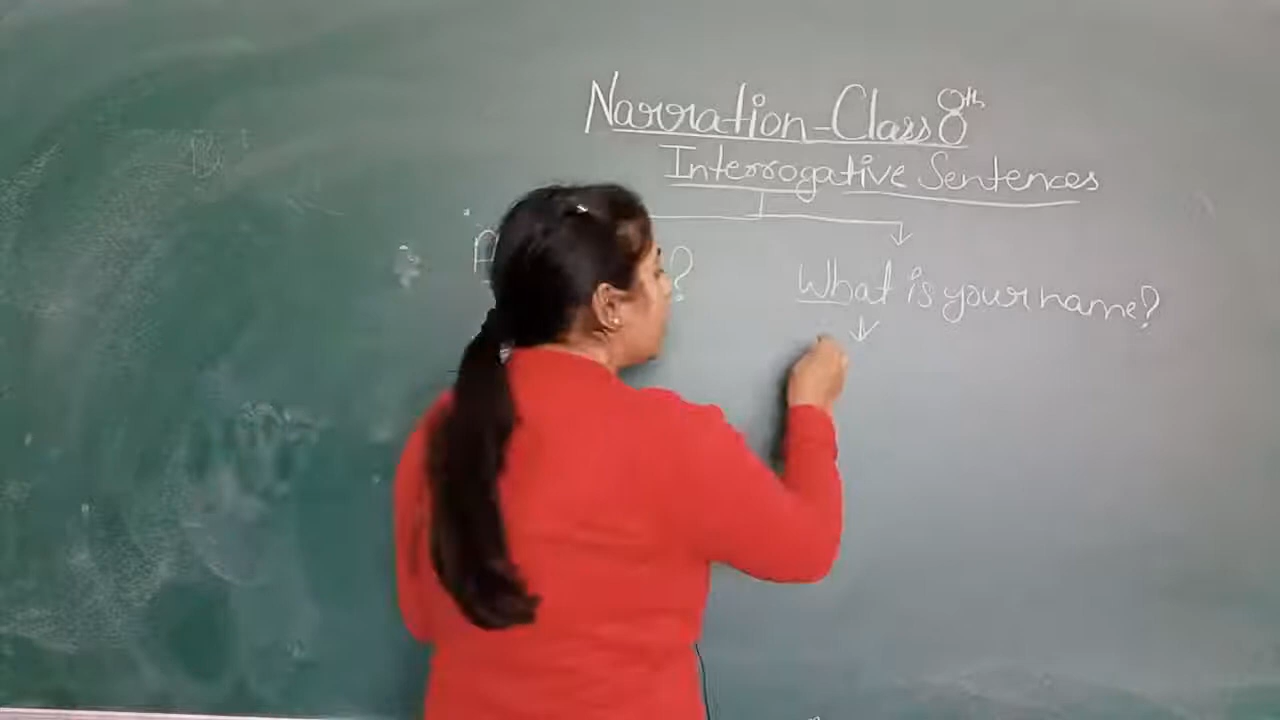 Narration-Class 8th
Interrogative Sentences
? What is your name?